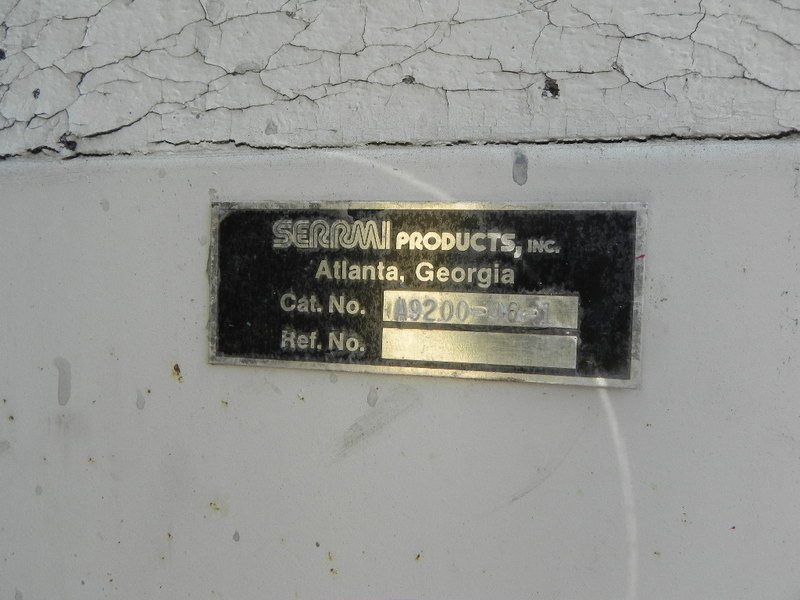 SERRMI PRODUCTS, INC.
Atlanta, Georgia
Cat. No.
Ref. No.